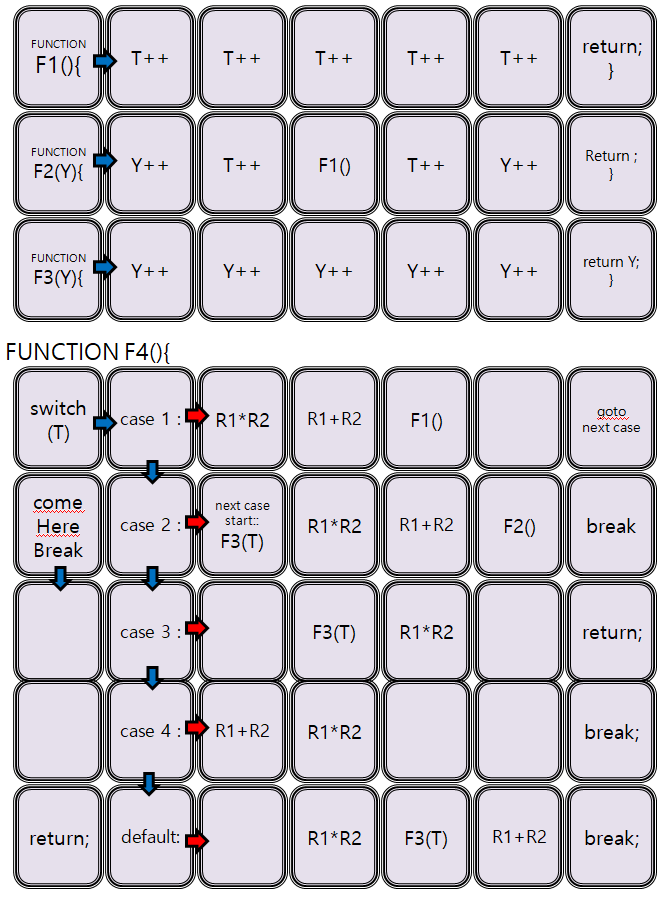 FUNCTION
F1(){
T++
T++
T++
T++
T++
return;
}
FUNCTION
F2(Y){
Y++
T++
F1()
T++
Y++
Return ;
}
FUNCTION
F3(Y){
Y++
Y++
Y++
Y++
Y++
return Y;
}
FUNCTION F4(){
switch
(T)
case 1 :
R1*R2
R1+R2
F1()
goto
next case
come
Here
Break
case 2 :
next case
start::
F3(T)
R1*R2
R1+R2
F2()
break
case 3 :
F3(T)
R1*R2
return;
case 4 :
R1+R2
R1*R2
break;
return;
default:
R1*R2
F3(T)
R1+R2
break;